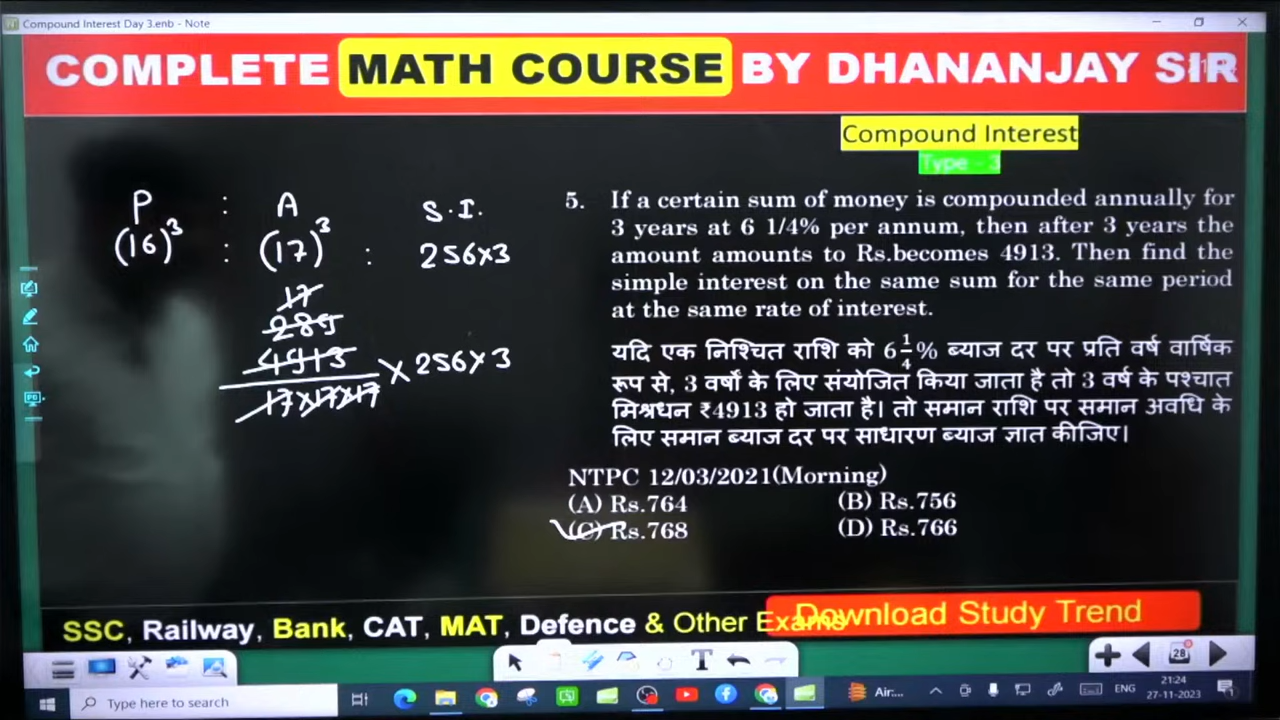 Compound Interest Day 3.enb - Note
COMPLETE MATH COURSE BY DHANANJAY SIR
Compound Interest
Type - 3
P : A S.I.
(16)³ : (17)³ : 256×3
17
289
4913 × 256×3
17×17×17
5. If a certain sum of money is compounded annually for
3 years at 6 1/4% per annum, then after 3 years the
amount amounts to Rs.becomes 4913. Then find the
simple interest on the same sum for the same period
at the same rate of interest.
यदि एक निश्चित राशि को 6 1/4% ब्याज दर पर प्रति वर्ष वार्षिक
रूप से, 3 वर्षों के लिए संयोजित किया जाता है तो 3 वर्ष के पश्चात
मिश्रधन ₹4913 हो जाता है। तो समान राशि पर समान अवधि के
लिए समान ब्याज दर पर साधारण ब्याज ज्ञात कीजिए।
NTPC 12/03/2021(Morning)
(A) Rs.764 (B) Rs.756
(C) Rs.768 (D) Rs.766
SSC, Railway, Bank, CAT, MAT, Defence & Other Exams
Download Study Trend
28
Type here to search
Air:...
ENG
21:24
27-11-2023